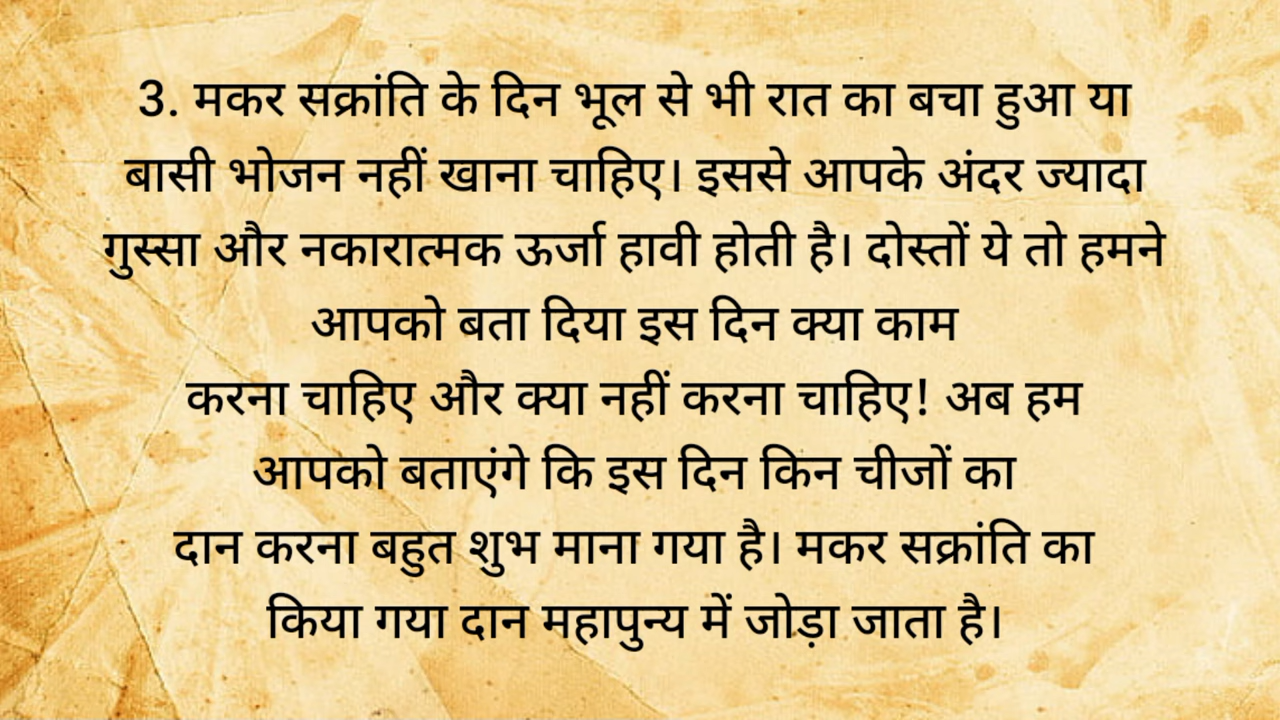 3. मकर सक्रांति के दिन भूल से भी रात का बचा हुआ या
बासी भोजन नहीं खाना चाहिए। इससे आपके अंदर ज्यादा
गुस्सा और नकारात्मक ऊर्जा हावी होती है। दोस्तों ये तो हमने
आपको बता दिया इस दिन क्या काम
करना चाहिए और क्या नहीं करना चाहिए! अब हम
आपको बताएंगे कि इस दिन किन चीजों का
दान करना बहुत शुभ माना गया है। मकर सक्रांति का
किया गया दान महापुन्य में जोड़ा जाता है।